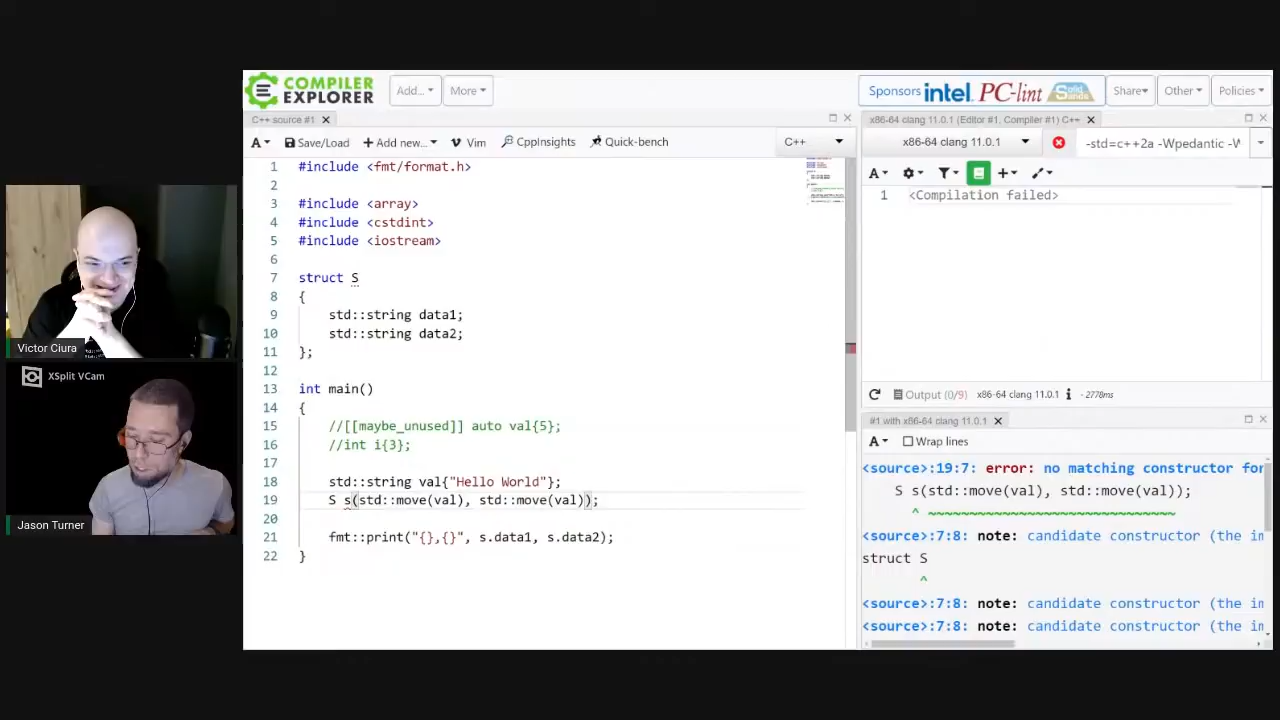 COMPILER
EXPLORER
Add...
More
Sponsors intel PC-lint Solid Sands
Share
Other
Policies
C++ source #1
x86-64 clang 11.0.1 (Editor #1, Compiler #1) C++
A
Save/Load
Add new...
Vim
CppInsights
Quick-bench
C++
x86-64 clang 11.0.1
-std=c++2a -Wpedantic -W
A
1 <Compilation failed>
1 #include <fmt/format.h>
2
3 #include <array>
4 #include <cstdint>
5 #include <iostream>
6
7 struct S
8 {
9 std::string data1;
10 std::string data2;
11 };
12
13 int main()
14 {
15 //[[maybe_unused]] auto val{5};
16 //int i{3};
17
18 std::string val{"Hello World"};
19 S s(std::move(val), std::move(val));
20
21 fmt::print("{},{}", s.data1, s.data2);
22 }
Output (0/9) x86-64 clang 11.0.1 i - 2778ms
#1 with x86-64 clang 11.0.1
A Wrap lines
<source>:19:7: error: no matching constructor for
S s(std::move(val), std::move(val));
^ ~~~~~~~~~~~~~~~~~~~~~~~~~~~~~
<source>:7:8: note: candidate constructor (the im
struct S
^
<source>:7:8: note: candidate constructor (the im
<source>:7:8: note: candidate constructor (the im
Victor Ciura
XSplit VCam
Jason Turner